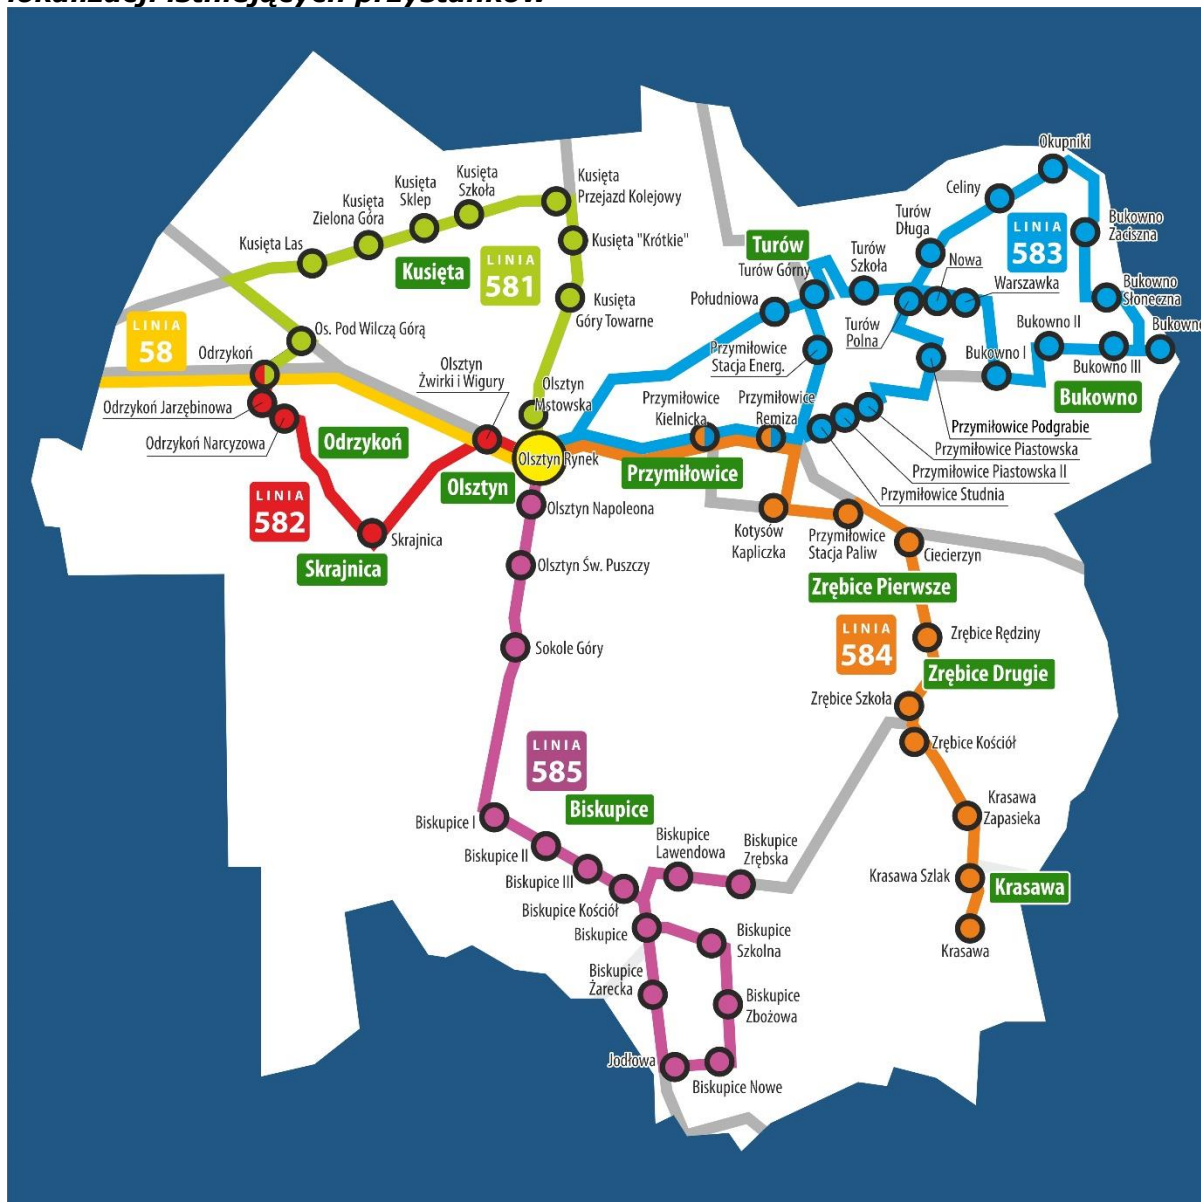 lokalizacji istniejących przystanków
Okupniki
Kusięta
Szkoła
Kusięta
Przejazd Kolejowy
Kusięta
Sklep
Kusięta
Zielona Góra
Celiny
Turów
Długa
LINIA
583
Bukowno
Zaciszna
Kusięta Las
Kusięta
LINIA
581
Kusięta "Krótkie"
Turów
Turów Górny
Turów
Szkoła
Nowa
Warszawka
Bukowno
Słoneczna
Południowa
Kusięta
Góry Towarne
LINIA
58
Os. Pod Wilczą Górą
Turów
Polna
Bukowno II
Bukowno
Odrzykoń
Olsztyn
Żwirki i Wigury
Przymiłowice
Stacja Energ.
Bukowno I
Bukowno III
Bukowno
Odrzykoń Jarzębinowa
Olsztyn
Mstowska
Przymiłowice
Kielnicka
Przymiłowice
Remiza
Przymiłowice Podgrabie
Odrzykoń Narcyzowa
Odrzykoń
Przymiłowice Piastowska
Olsztyn Rynek
Przymiłowice
Przymiłowice Piastowska II
Olsztyn
Przymiłowice Studnia
LINIA
582
Olsztyn Napoleona
Kotysów
Kapliczka
Przymiłowice
Stacja Paliw
Skrajnica
Ciecierzyn
Skrajnica
Olsztyn Św. Puszczy
Zrębice Pierwsze
LINIA
584
Zrębice Rędziny
Sokole Góry
Zrębice Drugie
Zrębice Szkoła
Zrębice Kościół
LINIA
585
Biskupice
Krasawa
Zapasieka
Biskupice I
Biskupice
Lawendowa
Biskupice
Zrębska
Biskupice II
Biskupice III
Krasawa Szlak
Krasawa
Biskupice Kościół
Biskupice
Biskupice
Szkolna
Krasawa
Biskupice
Żarecka
Biskupice
Zbożowa
Jodłowa
Biskupice Nowe